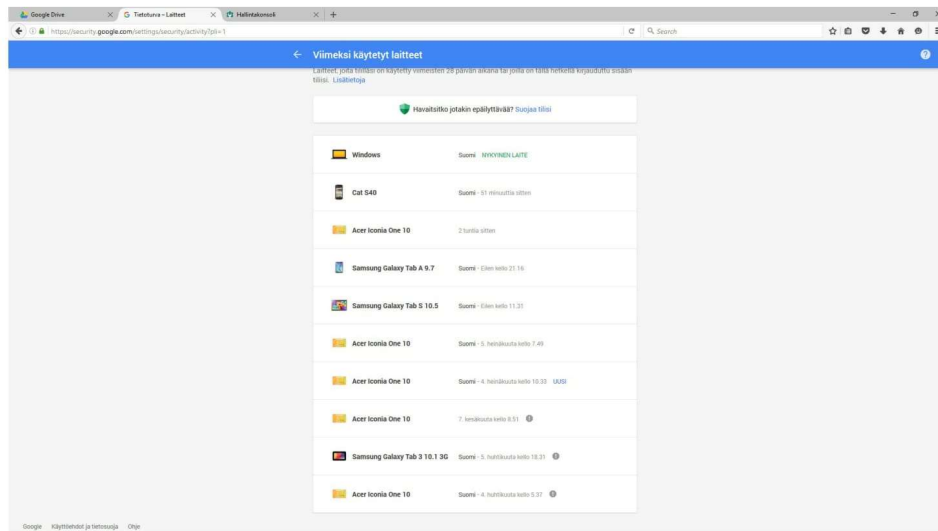 Google Drive
Tietoturva – Laitteet
Hallintakonsoli
https://security.google.com/settings/security/activity?pli=1
Search
Viimeksi käytetyt laitteet
Laitteet, joita tililläsi on käytetty viimeisten 28 päivän aikana tai joilla on tällä hetkellä kirjauduttu sisään
tiliisi. Lisätietoja
Havaitsitko jotakin epäilyttävää? Suojaa tilisi
Windows Suomi NYKYINEN LAITE
Cat S40 Suomi - 51 minuuttia sitten
Acer Iconia One 10 2 tuntia sitten
Samsung Galaxy Tab A 9.7 Suomi - Eilen kello 21.16
Samsung Galaxy Tab S 10.5 Suomi - Eilen kello 11.21
Acer Iconia One 10 Suomi - 5. heinäkuuta kello 7.49
Acer Iconia One 10 Suomi - 4. heinäkuuta kello 10.33 UUSI
Acer Iconia One 10 7. kesäkuuta kello 8.51
Samsung Galaxy Tab 3 10.1 3G Suomi - 5. huhtikuuta kello 18.31
Acer Iconia One 10 Suomi - 4. huhtikuuta kello 5.37
Google Käyttöehdot ja tietosuoja Ohje